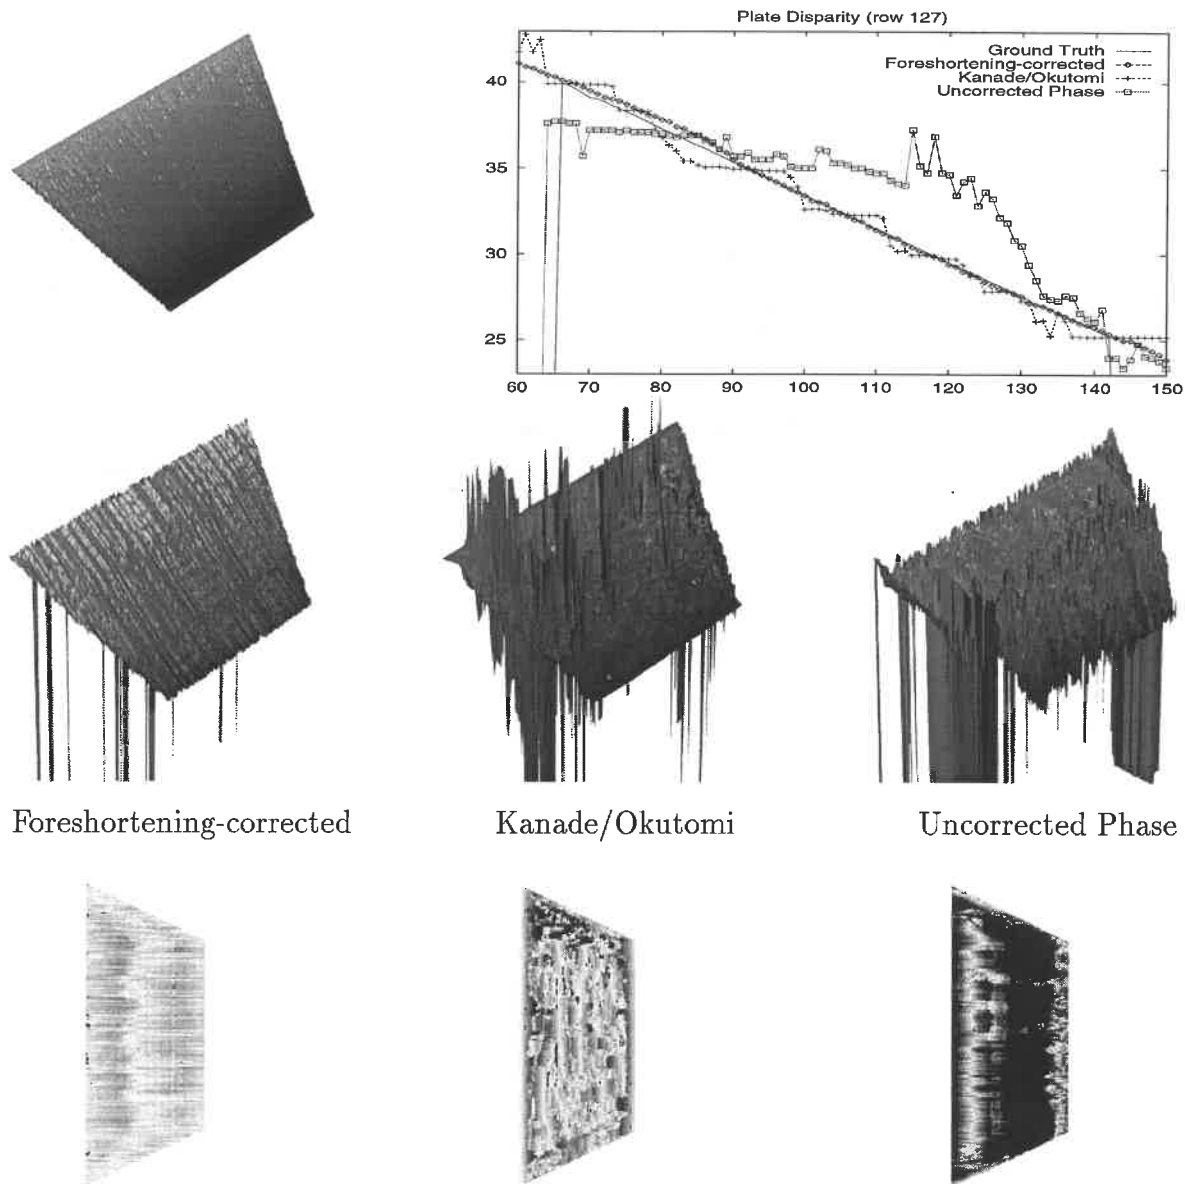 Plate Disparity (row 127)
Ground Truth
Foreshortening-corrected
Kanade/Okutomi
Uncorrected Phase
40
35
30
25
60 70 80 90 100 110 120 130 140 150
Foreshortening-corrected Kanade/Okutomi Uncorrected Phase